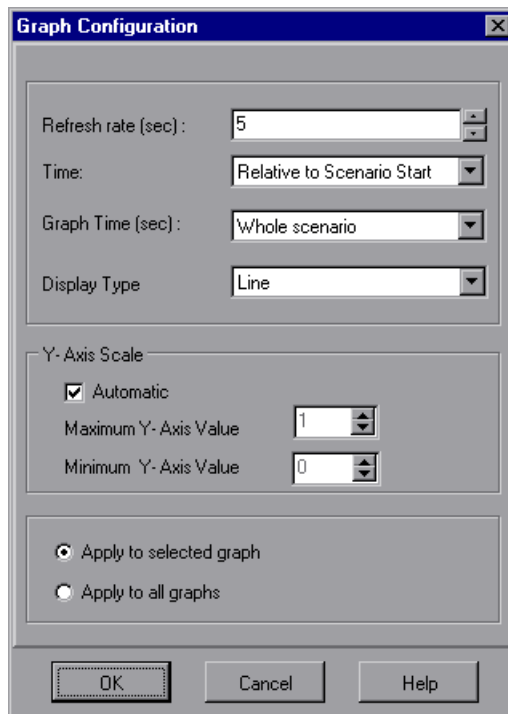 Graph Configuration
Refresh rate (sec) :
5
Time:
Relative to Scenario Start
Graph Time (sec) :
Whole scenario
Display Type
Line
Y- Axis Scale
Automatic
Maximum Y- Axis Value
1
Minimum Y- Axis Value
0
Apply to selected graph
Apply to all graphs
OK
Cancel
Help